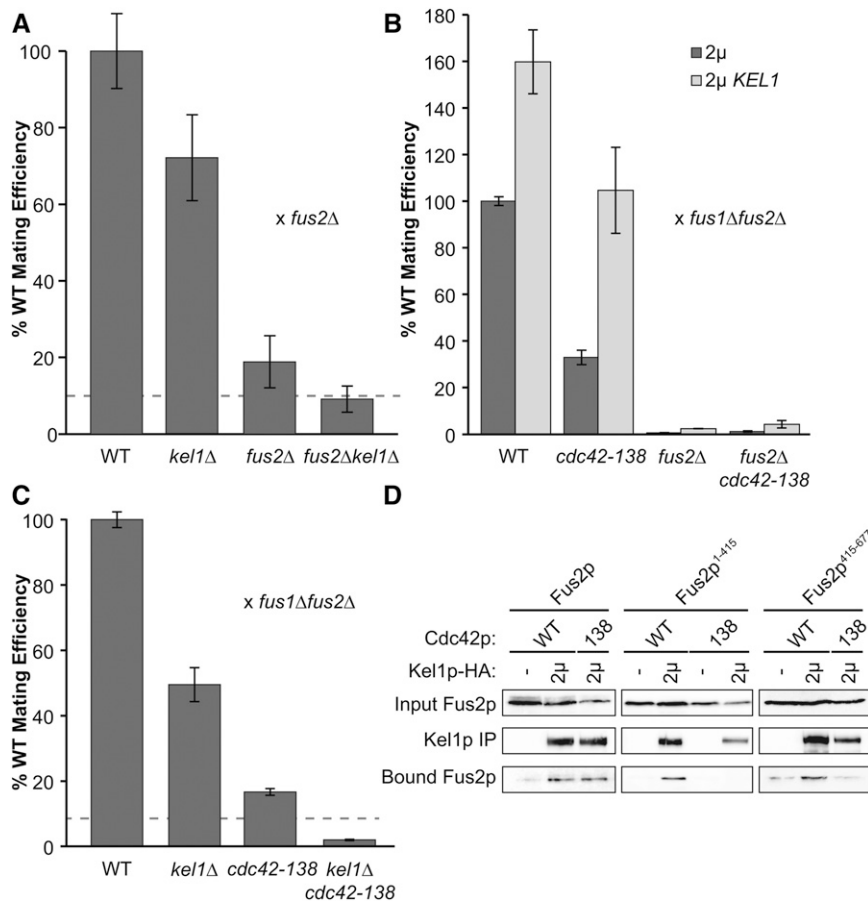 A
% WT Mating Efficiency
100
80
60
40
20
0
x fus2Δ
WT kel1Δ fus2Δ fus2Δkel1Δ
B
% WT Mating Efficiency
180
160
140
120
100
80
60
40
20
0
2μ
2μ KEL1
x fus1Δfus2Δ
WT cdc42-138 fus2Δ fus2Δ
cdc42-138
C
% WT Mating Efficiency
100
80
60
40
20
0
x fus1Δfus2Δ
WT kel1Δ cdc42-138 kel1Δ
cdc42-138
D
Fus2p Fus2p1-415 Fus2p415-677
Cdc42p: WT 138 WT 138 WT 138
Kel1p-HA: - 2μ 2μ - 2μ - 2μ - 2μ 2μ
Input Fus2p
Kel1p IP
Bound Fus2p